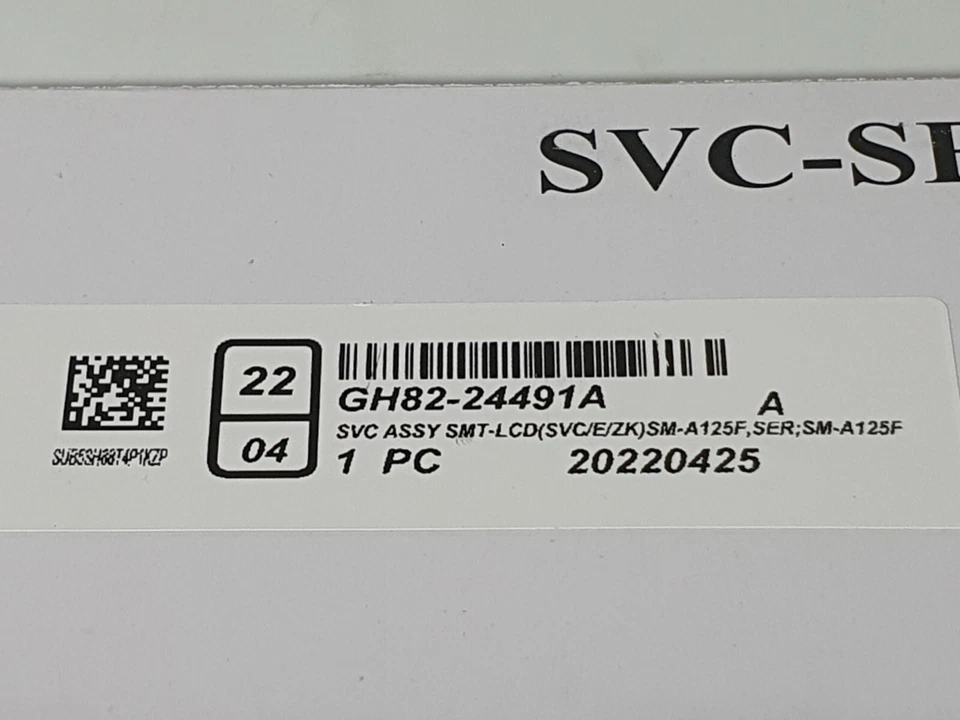 SVC-SE
22
04
GH82-24491A
A
SVC ASSY SMT-LCD(SVC/E/ZK)SM-A125F,SER;SM-A125F
1 PC 20220425